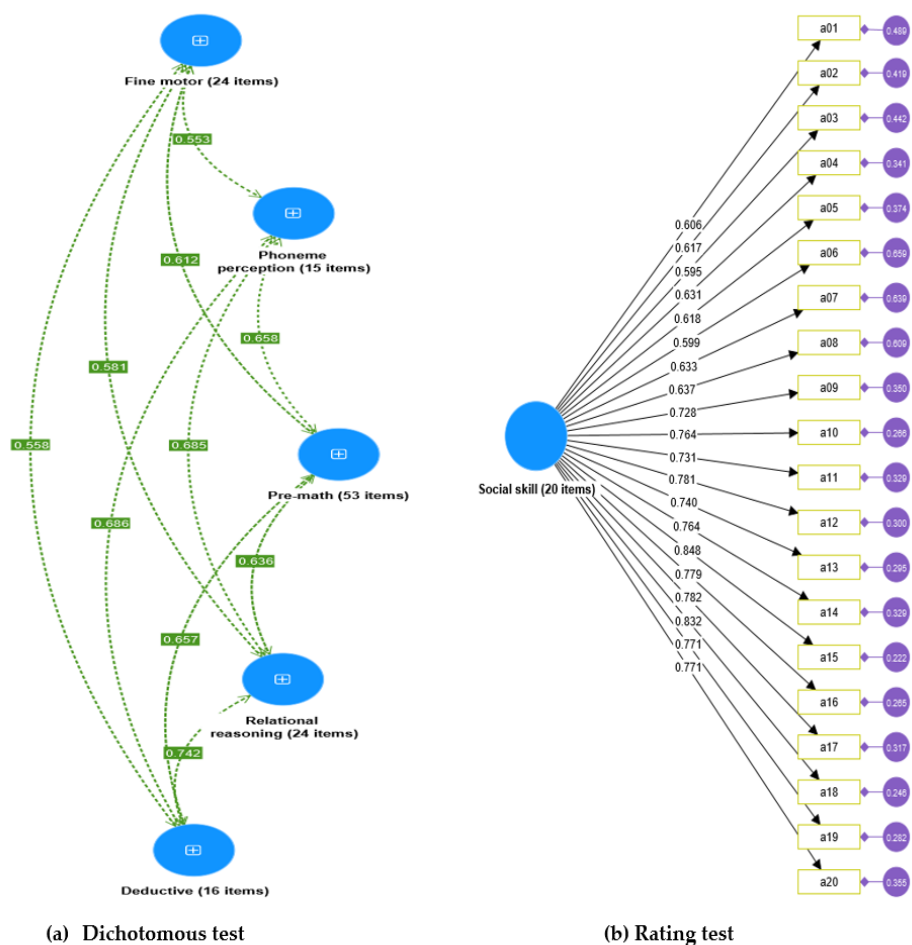 Fine motor (24 items)
0.553
Phoneme
perception (15 items)
0.612
0.658
0.581
0.558
0.685
Pre-math (53 items)
0.686
0.636
0.657
Relational
reasoning (24 items)
0.742
Deductive (16 items)
(a) Dichotomous test
Social skill (20 items)
0.606
0.617
0.595
0.631
0.618
0.599
0.633
0.637
0.728
0.764
0.731
0.781
0.740
0.764
0.848
0.779
0.782
0.832
0.771
0.771
a01 0.489
a02 0.419
a03 0.442
a04 0.341
a05 0.374
a06 0.659
a07 0.639
a08 0.609
a09 0.350
a10 0.266
a11 0.329
a12 0.300
a13 0.295
a14 0.329
a15 0.222
a16 0.265
a17 0.317
a18 0.246
a19 0.282
a20 0.355
(b) Rating test